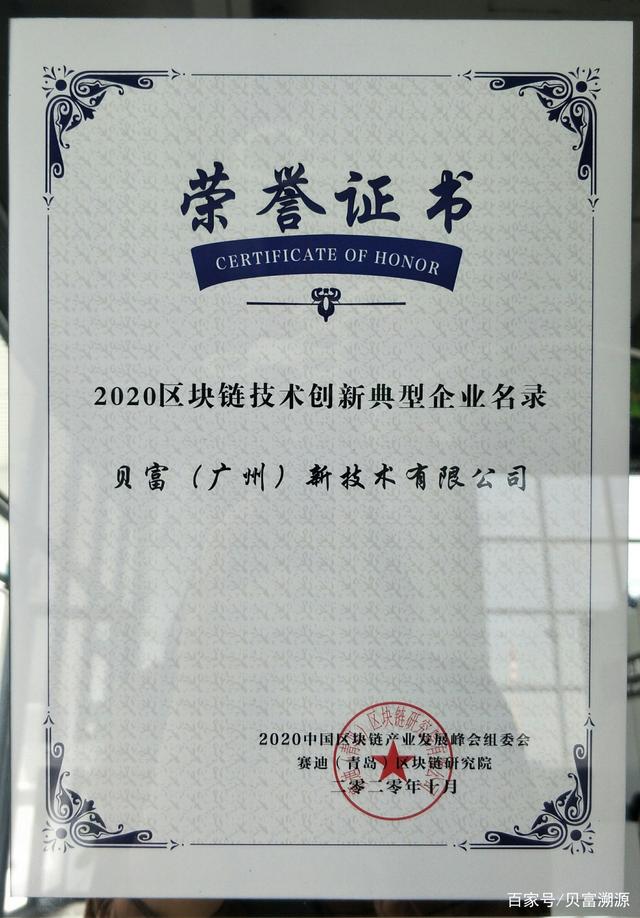 荣誉证书
CERTIFICATE OF HONOR
2020区块链技术创新典型企业名录
贝富（广州）新技术有限公司
2020中国区块链产业发展峰会组委会
赛迪（青岛）区块链研究院
二零二零年十月
百家号/贝富溯源